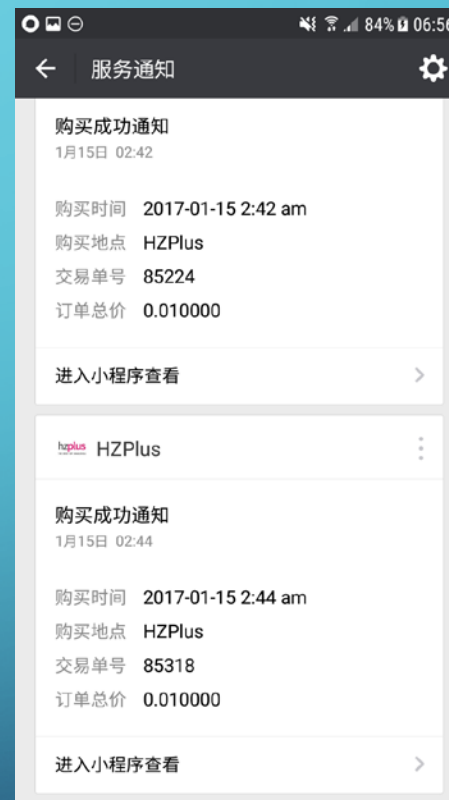 84% 06:56
服务通知
购买成功通知
1月15日 02:42
购买时间 2017-01-15 2:42 am
购买地点 HZPlus
交易单号 85224
订单总价 0.010000
进入小程序查看
hzplus HZPlus
购买成功通知
1月15日 02:44
购买时间 2017-01-15 2:44 am
购买地点 HZPlus
交易单号 85318
订单总价 0.010000
进入小程序查看